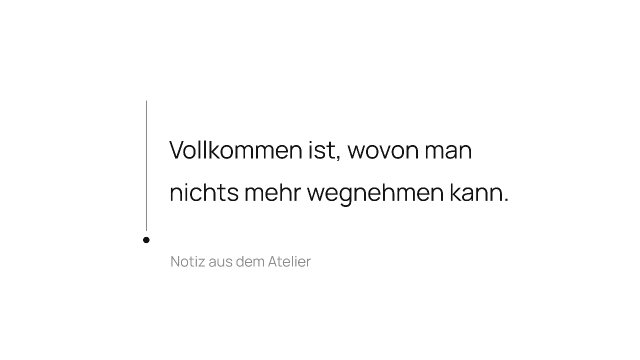 Vollkommen ist, wovon man
nichts mehr wegnehmen kann.
Notiz aus dem Atelier